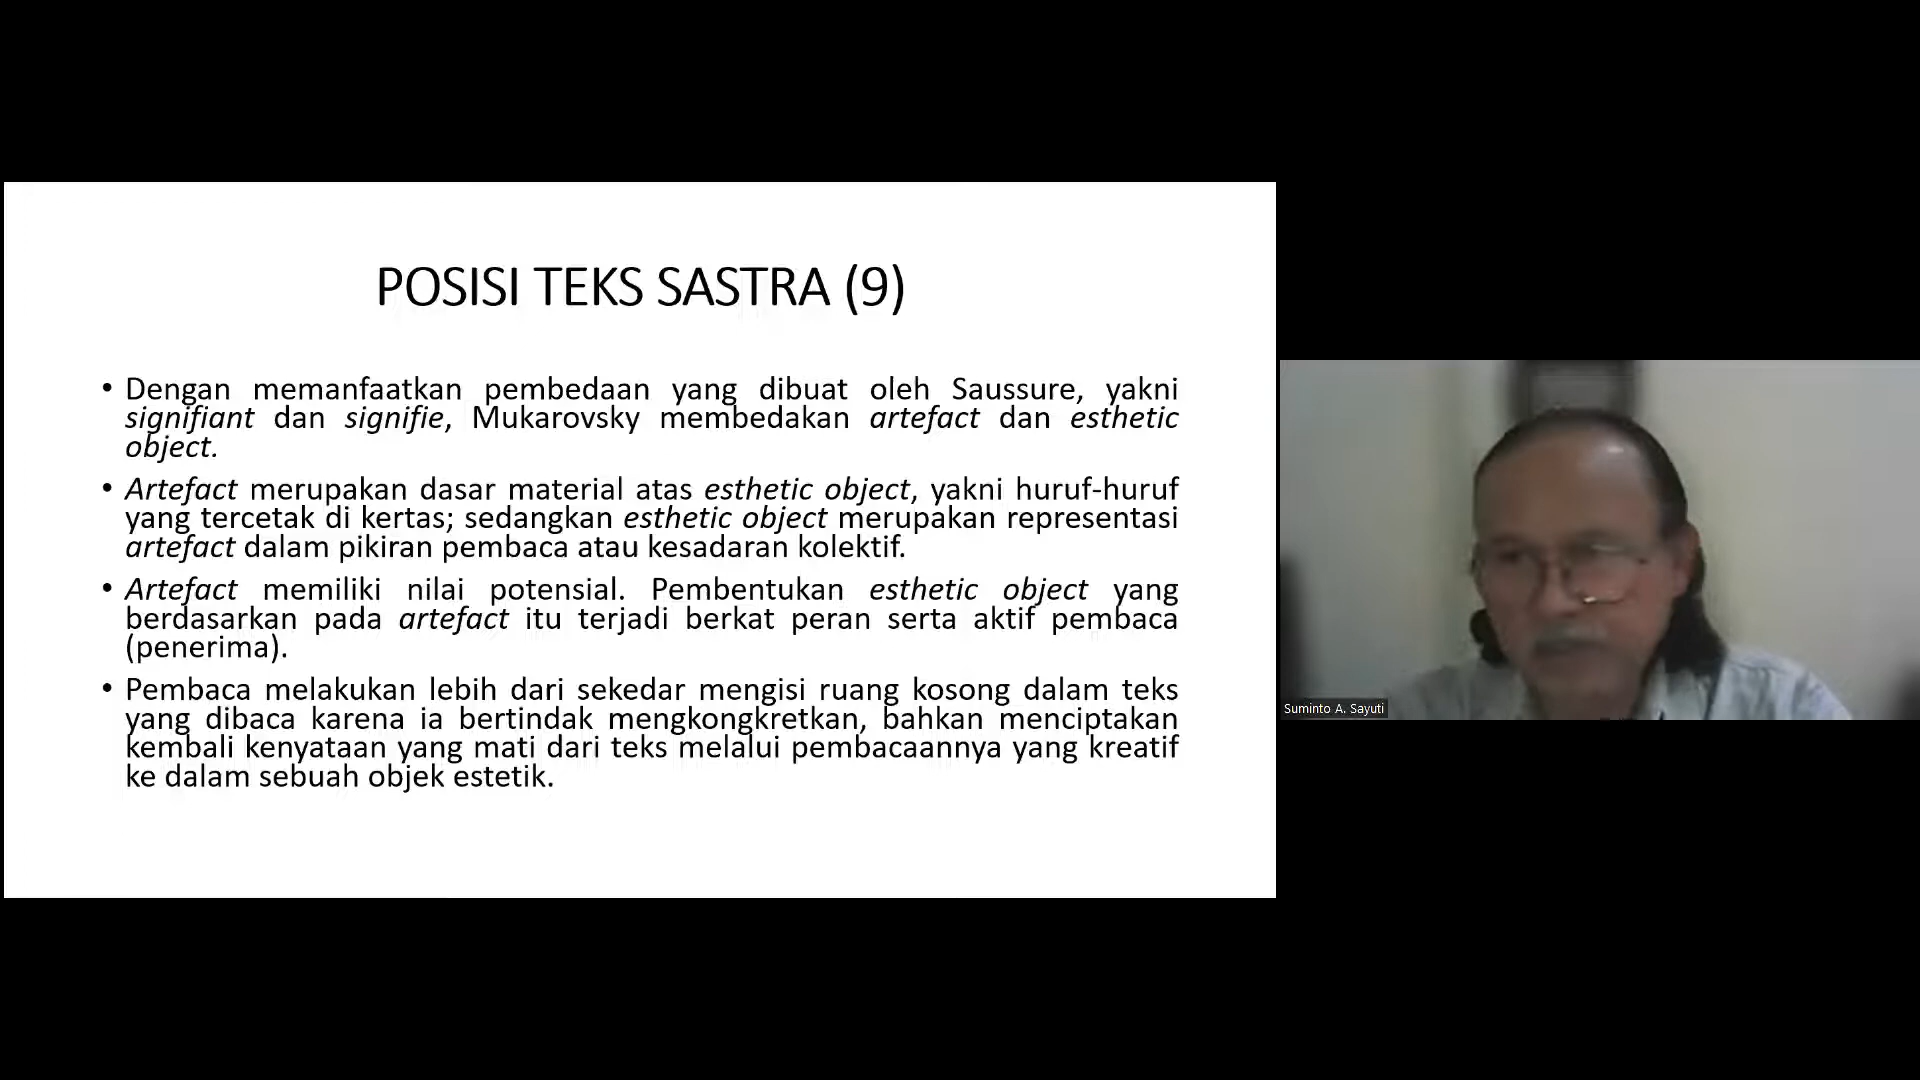 POSISI TEKS SASTRA (9)
• Dengan memanfaatkan pembedaan yang dibuat oleh Saussure, yakni
signifiant dan signifie, Mukarovsky membedakan artefact dan esthetic
object.
• Artefact merupakan dasar material atas esthetic object, yakni huruf-huruf
yang tercetak di kertas; sedangkan esthetic object merupakan representasi
artefact dalam pikiran pembaca atau kesadaran kolektif.
• Artefact memiliki nilai potensial. Pembentukan esthetic object yang
berdasarkan pada artefact itu terjadi berkat peran serta aktif pembaca
(penerima).
• Pembaca melakukan lebih dari sekedar mengisi ruang kosong dalam teks
yang dibaca karena ia bertindak mengkongkretkan, bahkan menciptakan
kembali kenyataan yang mati dari teks melalui pembacaannya yang kreatif
ke dalam sebuah objek estetik.
Suminto A. Sayuti